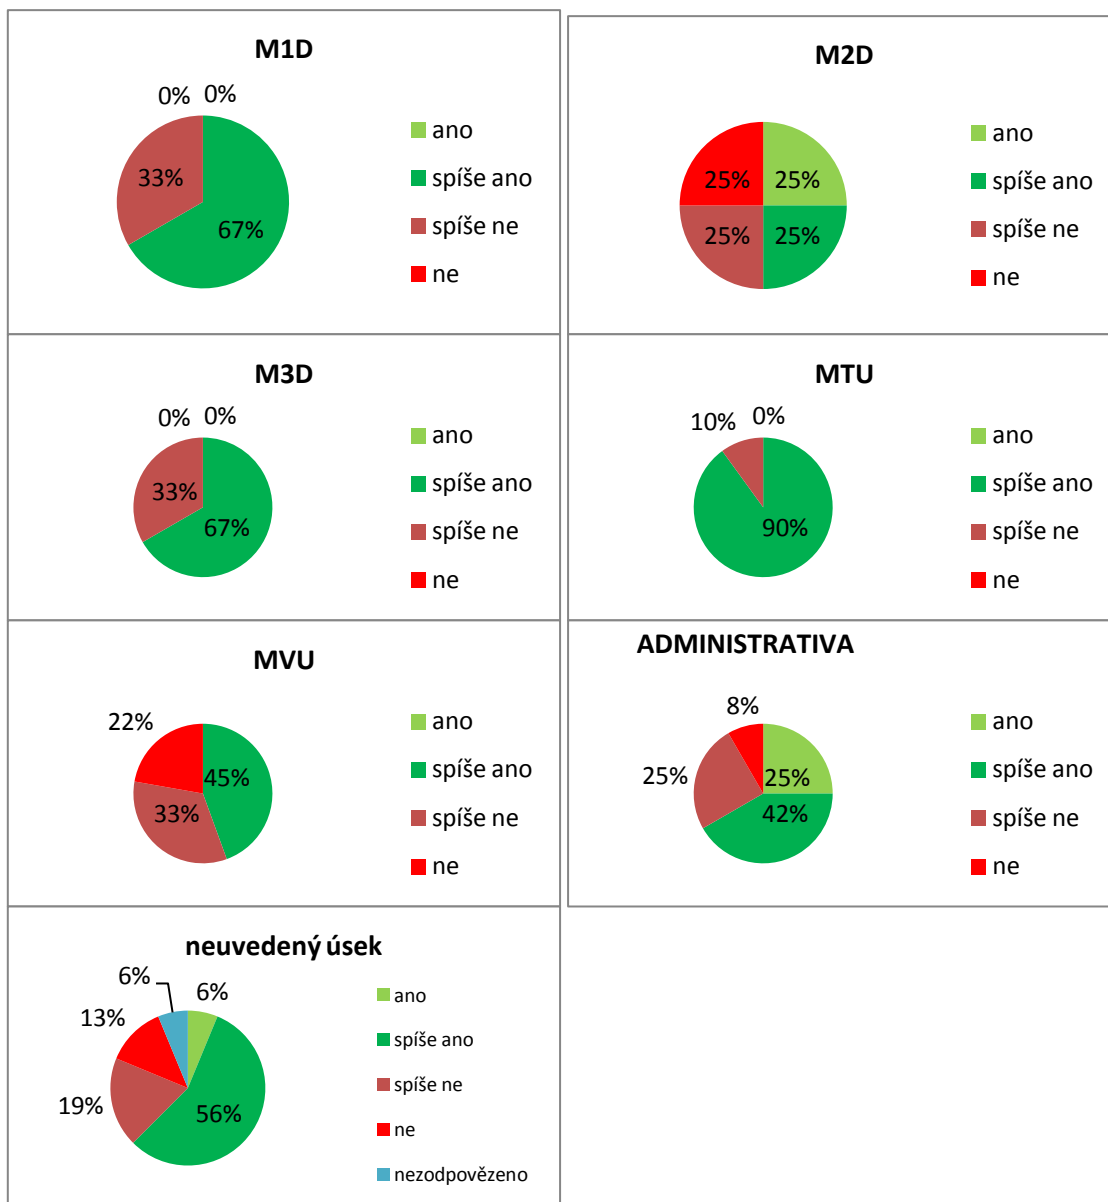 M1D
0% 0%
33%
67%
ano
spíše ano
spíše ne
ne
M2D
25% 25%
25% 25%
ano
spíše ano
spíše ne
ne
M3D
0% 0%
33%
67%
ano
spíše ano
spíše ne
ne
MTU
10% 0%
90%
ano
spíše ano
spíše ne
ne
MVU
22%
45%
33%
ano
spíše ano
spíše ne
ne
ADMINISTRATIVA
8%
25% 25%
42%
ano
spíše ano
spíše ne
ne
neuvedený úsek
6% 6%
13%
19% 56%
ano
spíše ano
spíše ne
ne
nezodpovězeno